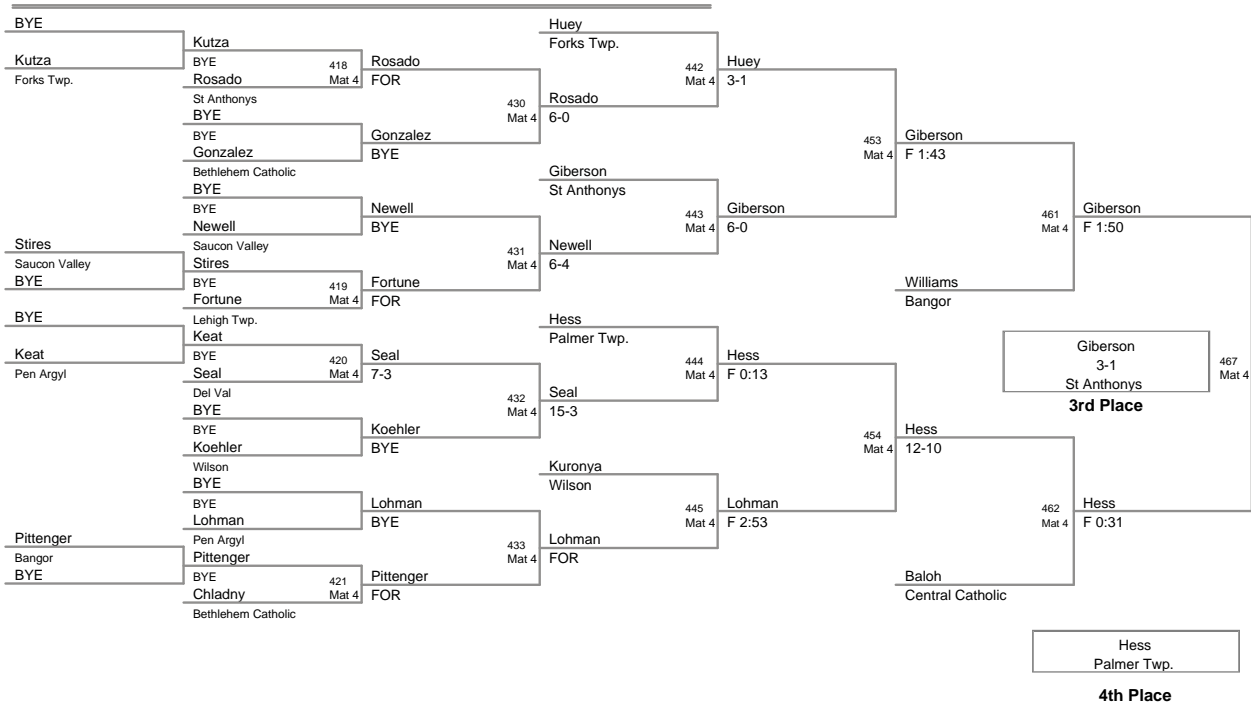 BYE
Kutza
Forks Twp.
Stires
Saucon Valley
BYE
BYE
Keat
Pen Argyl
Pittenger
Bangor
BYE
Kutza
BYE
Rosado
St Anthonys
418
Mat 4
BYE
BYE
Gonzalez
Bethlehem Catholic
BYE
BYE
Newell
Saucon Valley
Stires
BYE
Fortune
Lehigh Twp.
419
Mat 4
Keat
BYE
Seal
Del Val
420
Mat 4
BYE
BYE
Koehler
Wilson
BYE
BYE
Lohman
Pen Argyl
Pittenger
BYE
Chladny
Bethlehem Catholic
421
Mat 4
Rosado
FOR
Gonzalez
BYE
430
Mat 4
Newell
BYE
Fortune
FOR
431
Mat 4
Seal
7-3
Koehler
BYE
432
Mat 4
Lohman
BYE
Pittenger
FOR
433
Mat 4
Huey
Forks Twp.
Rosado
6-0
442
Mat 4
Giberson
St Anthonys
Newell
6-4
443
Mat 4
Hess
Palmer Twp.
Seal
15-3
444
Mat 4
Kuronya
Wilson
Lohman
FOR
445
Mat 4
Huey
3-1
Giberson
6-0
453
Mat 4
Hess
F 0:13
Lohman
F 2:53
454
Mat 4
Giberson
F 1:43
Williams
Bangor
461
Mat 4
Hess
12-10
Baloh
Central Catholic
462
Mat 4
Giberson
F 1:50
Hess
F 0:31
467
Mat 4
Giberson
3-1
St Anthonys
3rd Place
Hess
Palmer Twp.
4th Place